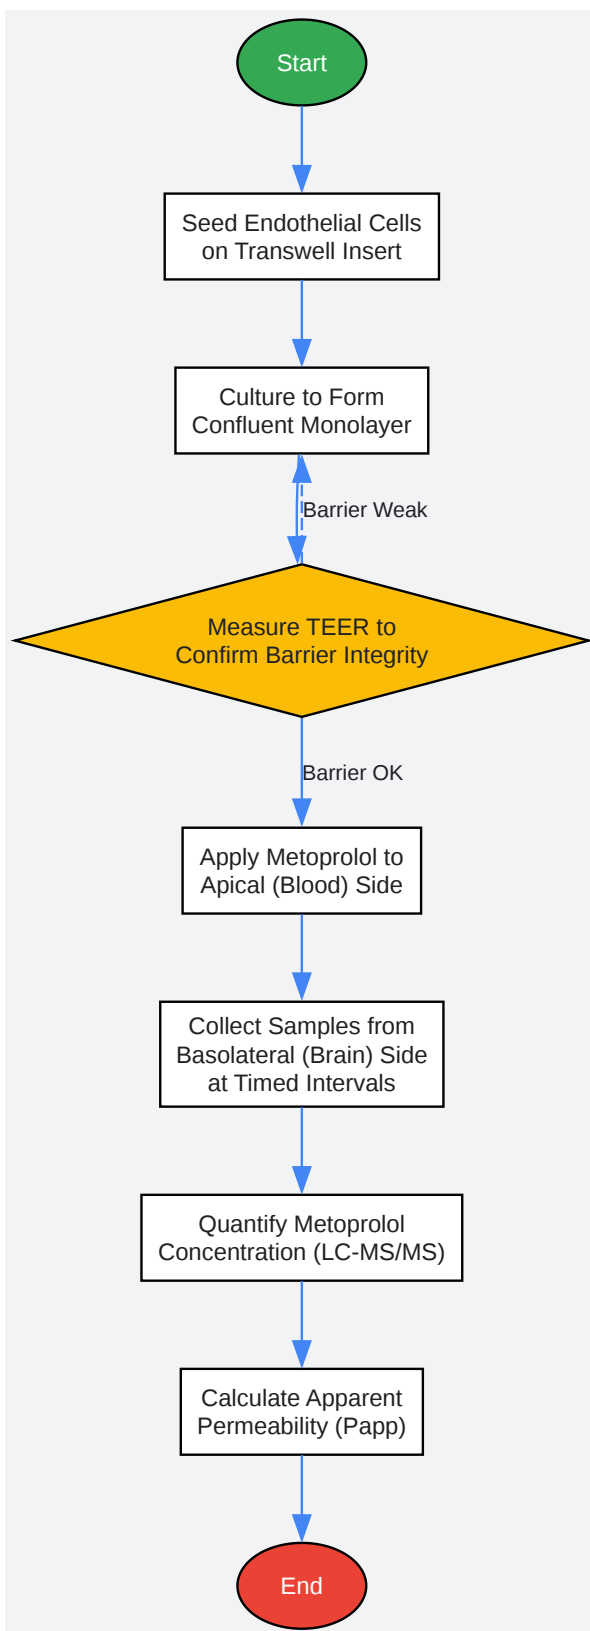 Start
Seed Endothelial Cells
on Transwell Insert
Culture to Form
Confluent Monolayer
Barrier Weak
Measure TEER to
Confirm Barrier Integrity
Barrier OK
Apply Metoprolol to
Apical (Blood) Side
Collect Samples from
Basolateral (Brain) Side
at Timed Intervals
Quantify Metoprolol
Concentration (LC-MS/MS)
Calculate Apparent
Permeability (Papp)
End